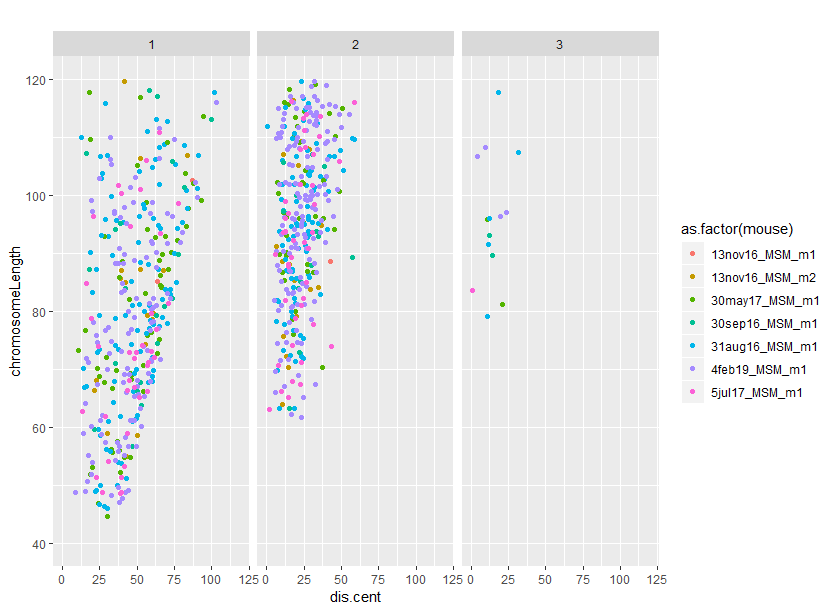 1 2 3
chromosomeLength
120
100
80
60
40
0 25 50 75 100 125 0 25 50 75 100 125 0 25 50 75 100 125
dis.cent
as.factor(mouse)
13nov16_MSM_m1
13nov16_MSM_m2
30may17_MSM_m1
30sep16_MSM_m1
31aug16_MSM_m1
4feb19_MSM_m1
5jul17_MSM_m1